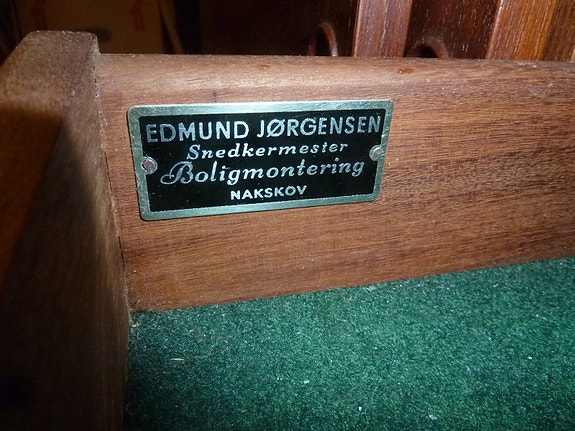 EDMUND JØRGENSEN
Snedkermester
Boligmontering
NAKSKOV